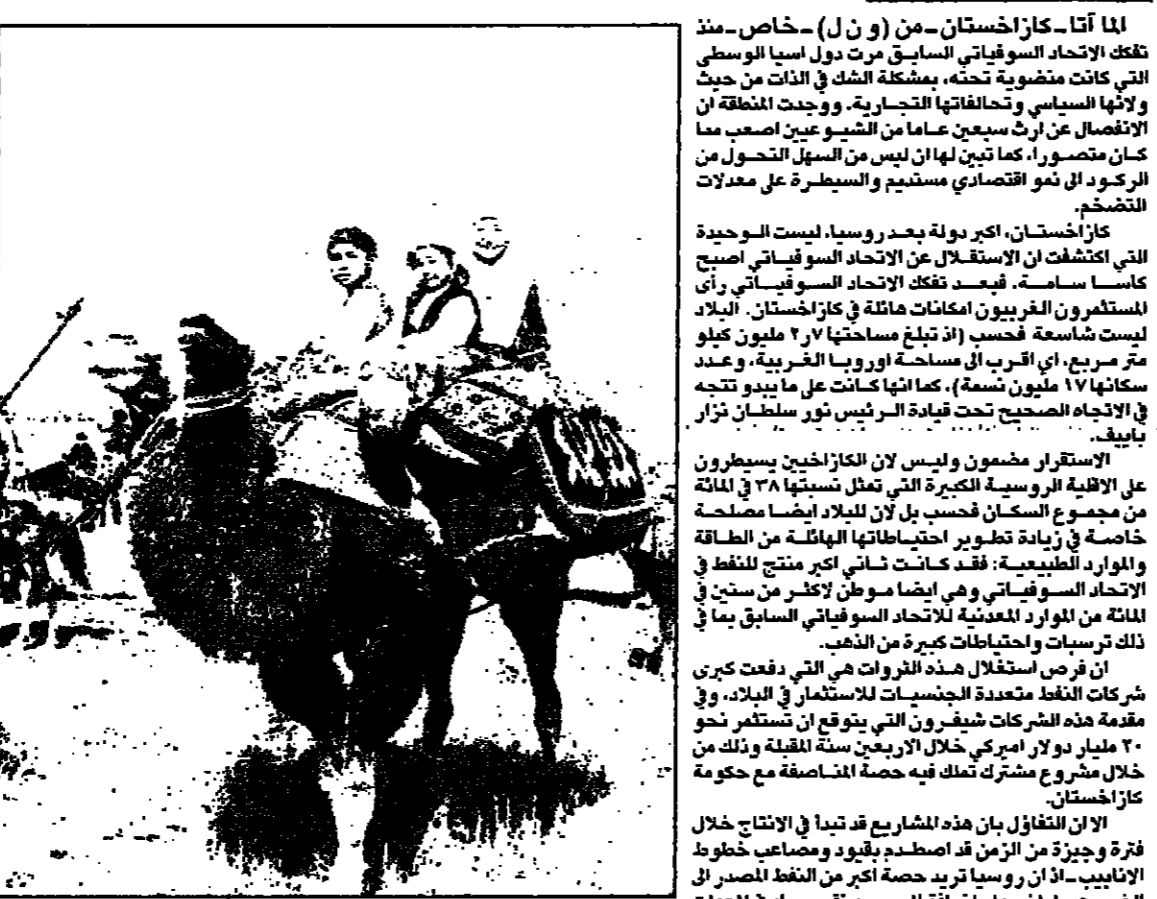 الما آتا ـ كازاخستان ـ من (و ن ل) ـ خاص ـ منذ
تفكك الاتحاد السوفياتي السابق مرت دول اسيا الوسطى
التي كانت منضوية تحته، بمشكلة الشك في الذات من حيث
ولائها السياسي وتحالفاتها التجارية. ووجدت المنطقة ان
الانفصال عن ارث سبعين عاما من الشيوعيين اصعب مما
كان متصورا، كما تبين لها ان ليس من السهل التحول من
الركود الى نمو اقتصادي مستديم والسيطرة على معدلات
التضخم.
كازاخستان، اكبر دولة بعد روسيا، ليست الوحيدة
التي اكتشفت ان الاستقلال عن الاتحاد السوفياتي اصبح
كاسا سامة. فبعد تفكك الاتحاد السوفياتي رأى
المستثمرون الغربيون امكانات هائلة في كازاخستان. البلاد
ليست شاسعة فحسب (اذ تبلغ مساحتها ٧ر٢ مليون كيلو
متر مربع، اي اقرب الى مساحة اوروبا الغربية، وعدد
سكانها ١٧ مليون نسمة)، كما انها كانت على ما يبدو تتجه
في الاتجاه الصحيح تحت قيادة الرئيس نور سلطان نزار
باييف.
الاستقرار مضمون وليس لان الكازاخيين يسيطرون
على الاقلية الروسية الكبيرة التي تمثل نسبتها ٣٨ في المائة
من مجموع السكان فحسب بل لان للبلاد ايضا مصلحة
خاصة في زيادة تطوير احتياطاتها الهائلة من الطاقة
والموارد الطبيعية: فقد كانت ثاني اكبر منتج للنفط في
الاتحاد السوفياتي وهي ايضا موطن لاكثر من ستين في
المائة من الموارد المعدنية للاتحاد السوفياتي السابق بما في
ذلك ترسبات واحتياطات كبيرة من الذهب.
ان فرص استغلال هذه الثروات هي التي دفعت كبرى
شركات النفط متعددة الجنسيات للاستثمار في البلاد، وفي
مقدمة هذه الشركات شيفرون التي يتوقع ان تستثمر نحو
٢٠ مليار دولار اميركي خلال الاربعين سنة المقبلة وذلك من
خلال مشروع مشترك تملك فيه حصة المناصفة مع حكومة
كازاخستان.
الا ان التفاؤل بان هذه المشاريع قد تبدأ في الانتاج خلال
فترة وجيزة من الزمن قد اصطدم بقيود ومصاعب خطوط
الانابيب ـ اذ ان روسيا تريد حصة اكبر من النفط المصدر الى